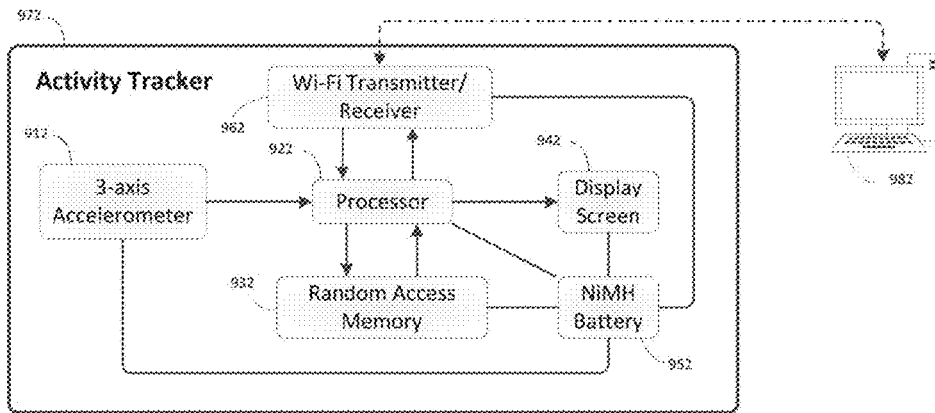 972
Activity Tracker
Wi-Fi Transmitter/
Receiver
962
912
922
942
3-axis
Accelerometer
Processor
Display
Screen
982
932
Random Access
Memory
NiMH
Battery
952